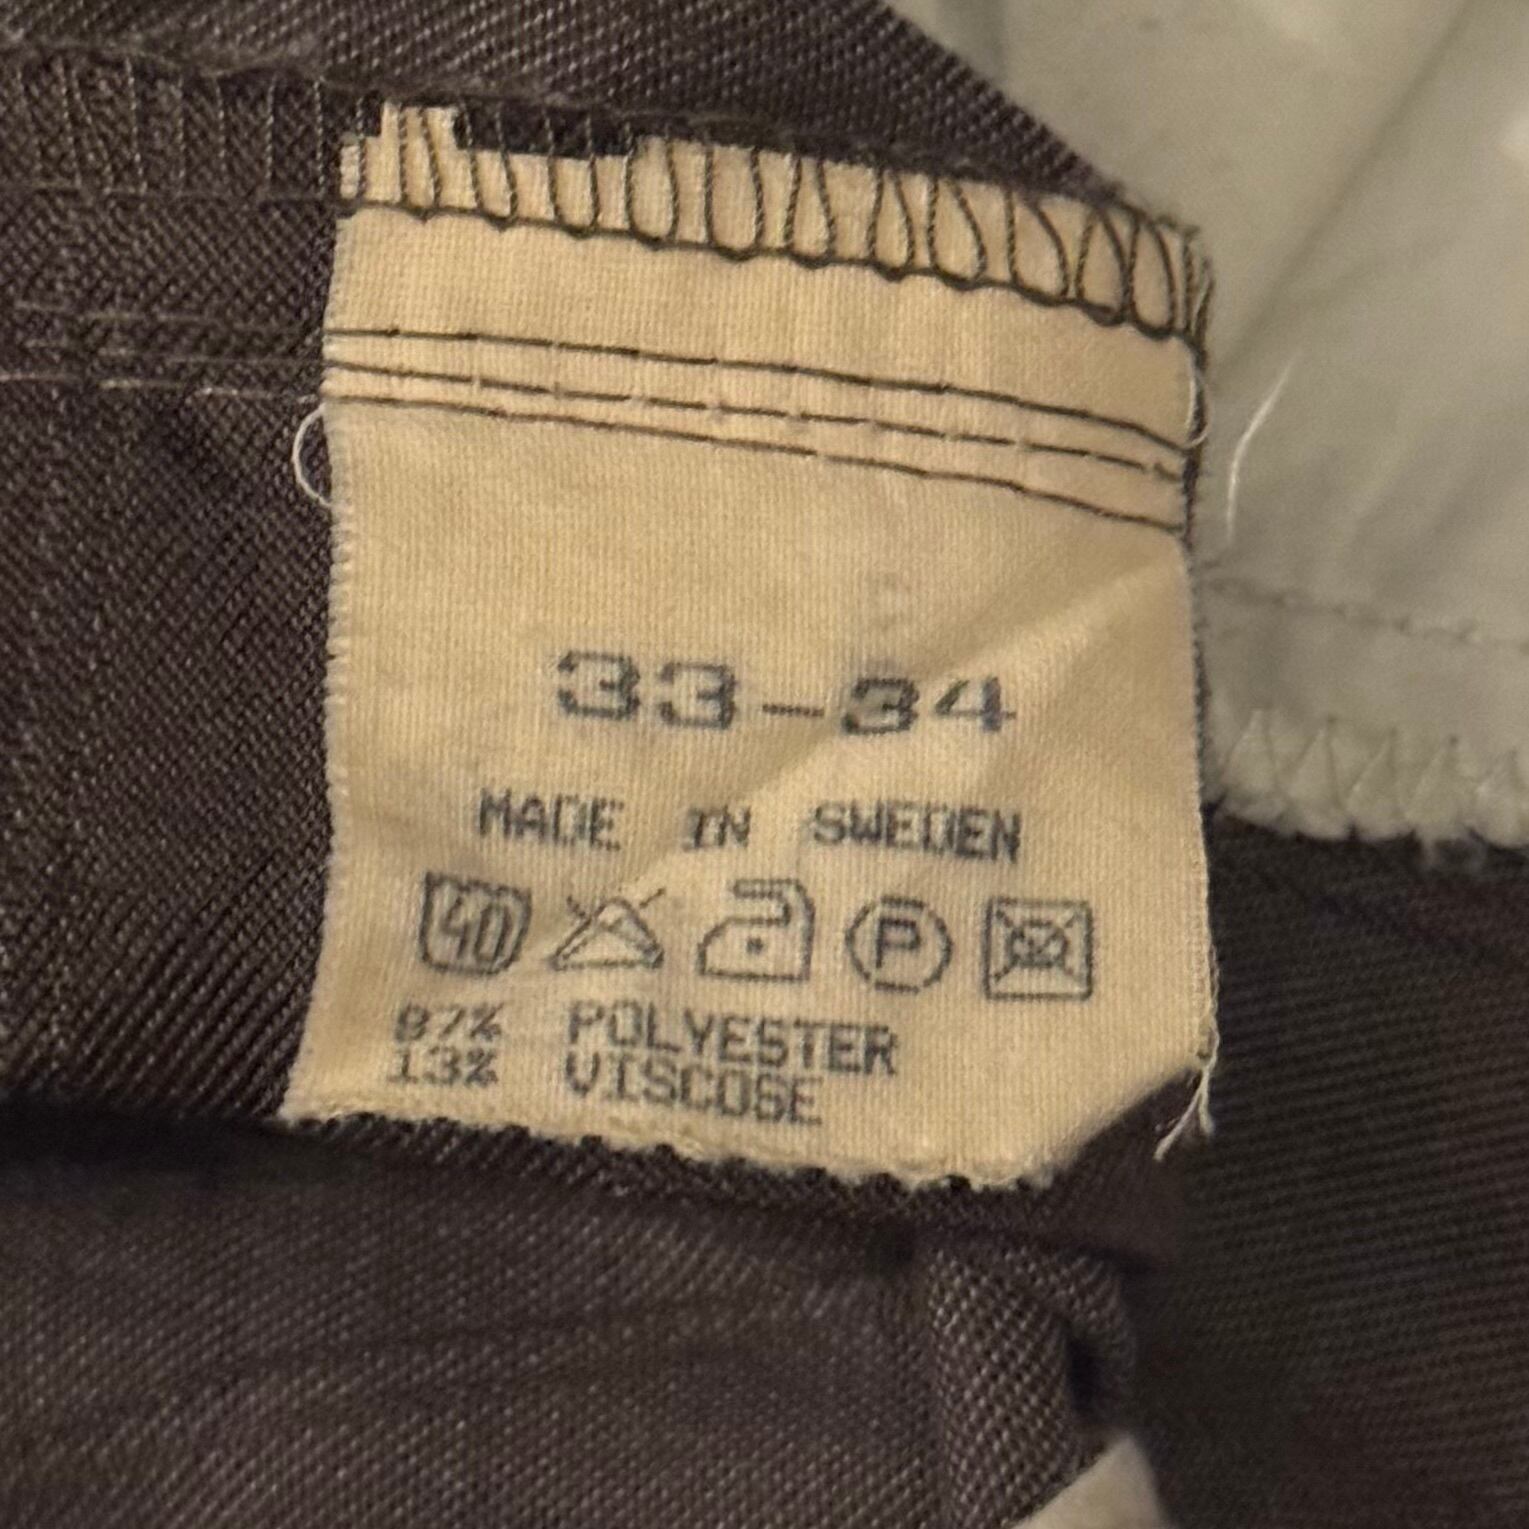 33-34
MADE IN SWEDEN
40 P
87% POLYESTER
13% VISCOSE